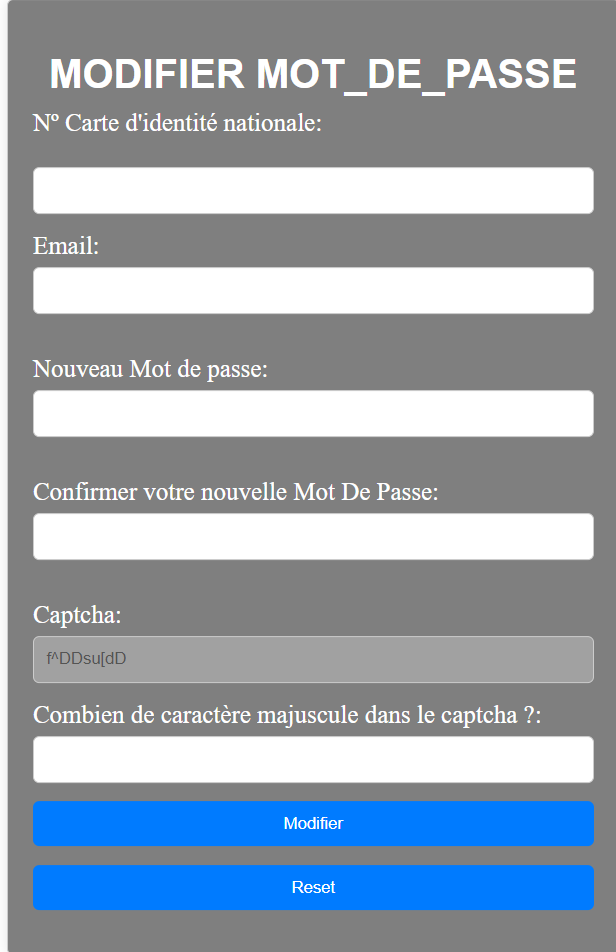 MODIFIER MOT_DE_PASSE
Nº Carte d'identité nationale:
Email:
Nouveau Mot de passe:
Confirmer votre nouvelle Mot De Passe:
Captcha:
f^DDsu[dD
Combien de caractère majuscule dans le captcha ?:
Modifier
Reset